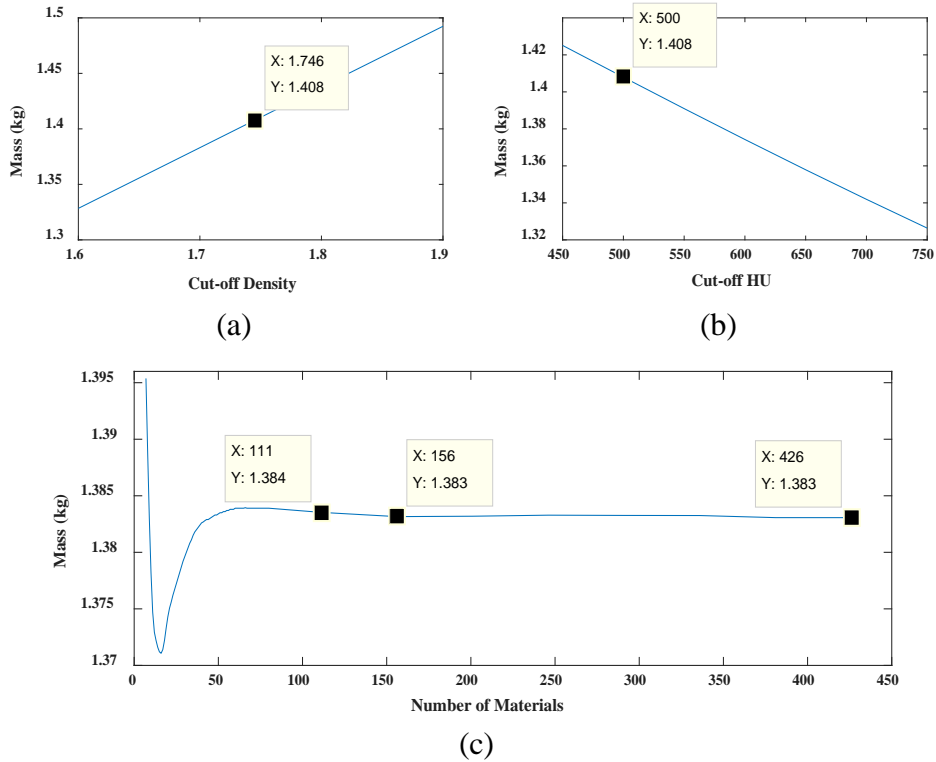 1.5
1.45
1.4
1.35
1.3
Mass (kg)
X: 1.746
Y: 1.408
1.6
1.7
1.8
1.9
Cut-off Density
(a)
1.42
1.4
1.38
1.36
1.34
1.32
Mass (kg)
X: 500
Y: 1.408
450
500
550
600
650
700
750
Cut-off HU
(b)
1.395
1.39
1.385
1.38
1.375
1.37
Mass (kg)
X: 111
Y: 1.384
X: 156
Y: 1.383
X: 426
Y: 1.383
0
50
100
150
200
250
300
350
400
450
Number of Materials
(c)